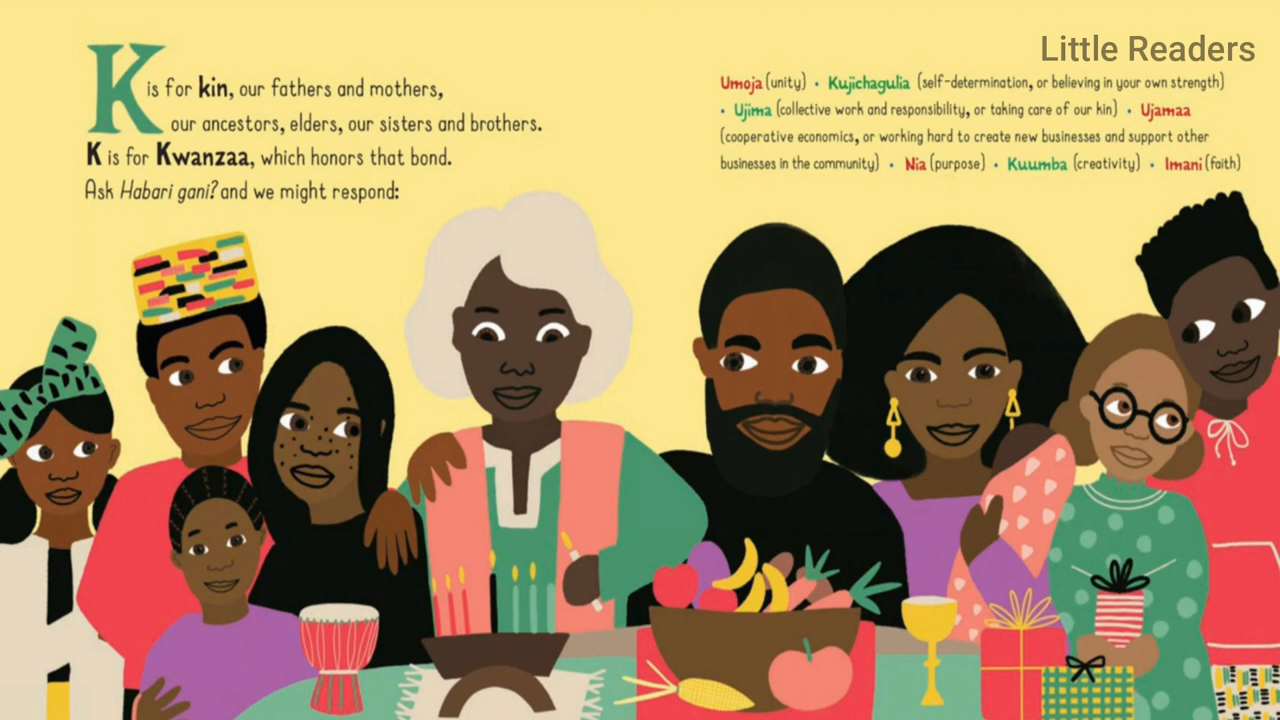 K is for kin, our fathers and mothers,
our ancestors, elders, our sisters and brothers.
K is for Kwanzaa, which honors that bond.
Ask Habari gani? and we might respond:
Little Readers
Umoja (unity) • Kujichagulia (self-determination, or believing in your own strength)
• Ujima (collective work and responsibility, or taking care of our kin) • Ujamaa
(cooperative economics, or working hard to create new businesses and support other
businesses in the community) • Nia (purpose) • Kuumba (creativity) • Imani (faith)